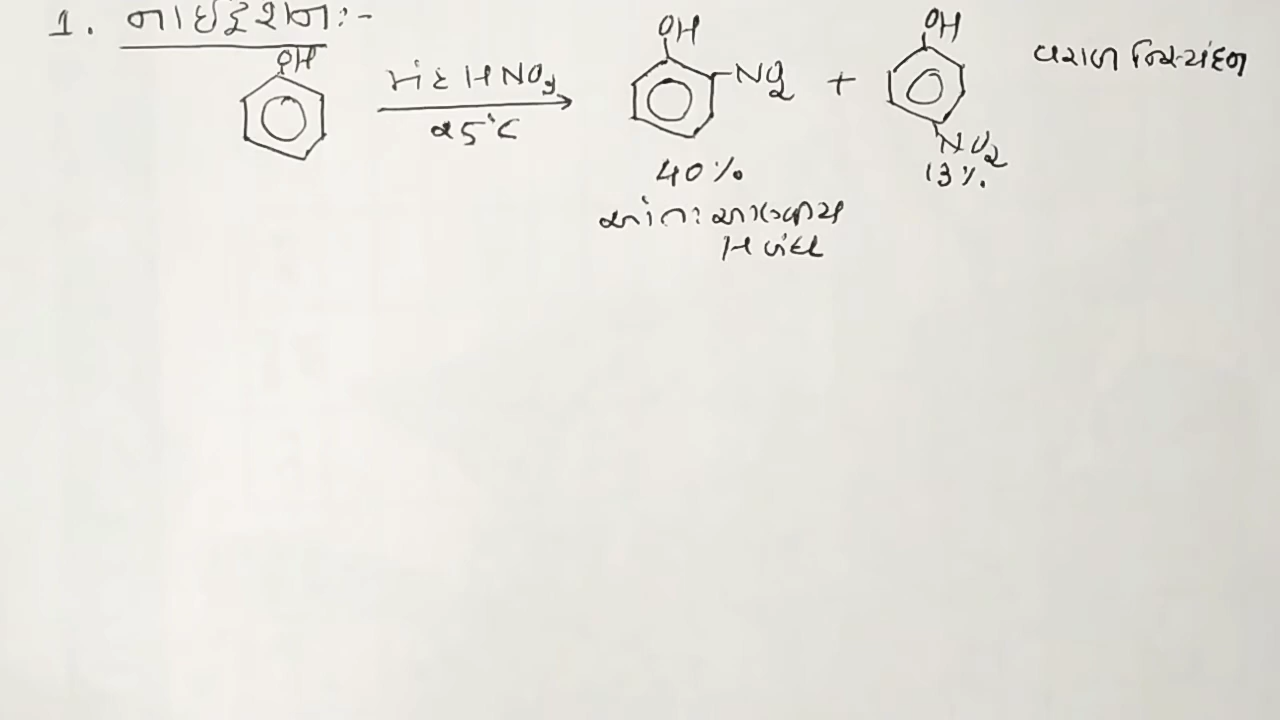 1. નાઇટ્રેશન:-
OH
મંદ HNO3
25°C
OH
NO2
+
OH
NO2
વરાળ નિસ્યંદન
40%
13%
આંત: આણ્વીય
H બંધ